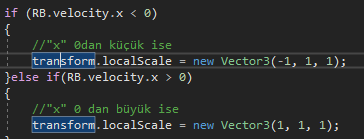 if (RB.velocity.x < 0)
{
//"x" 0dan küçük ise
transform.localScale = new Vector3(-1, 1, 1);
}else if(RB.velocity.x > 0)
{
//"x" 0 dan büyük ise
transform.localScale = new Vector3(1, 1, 1);